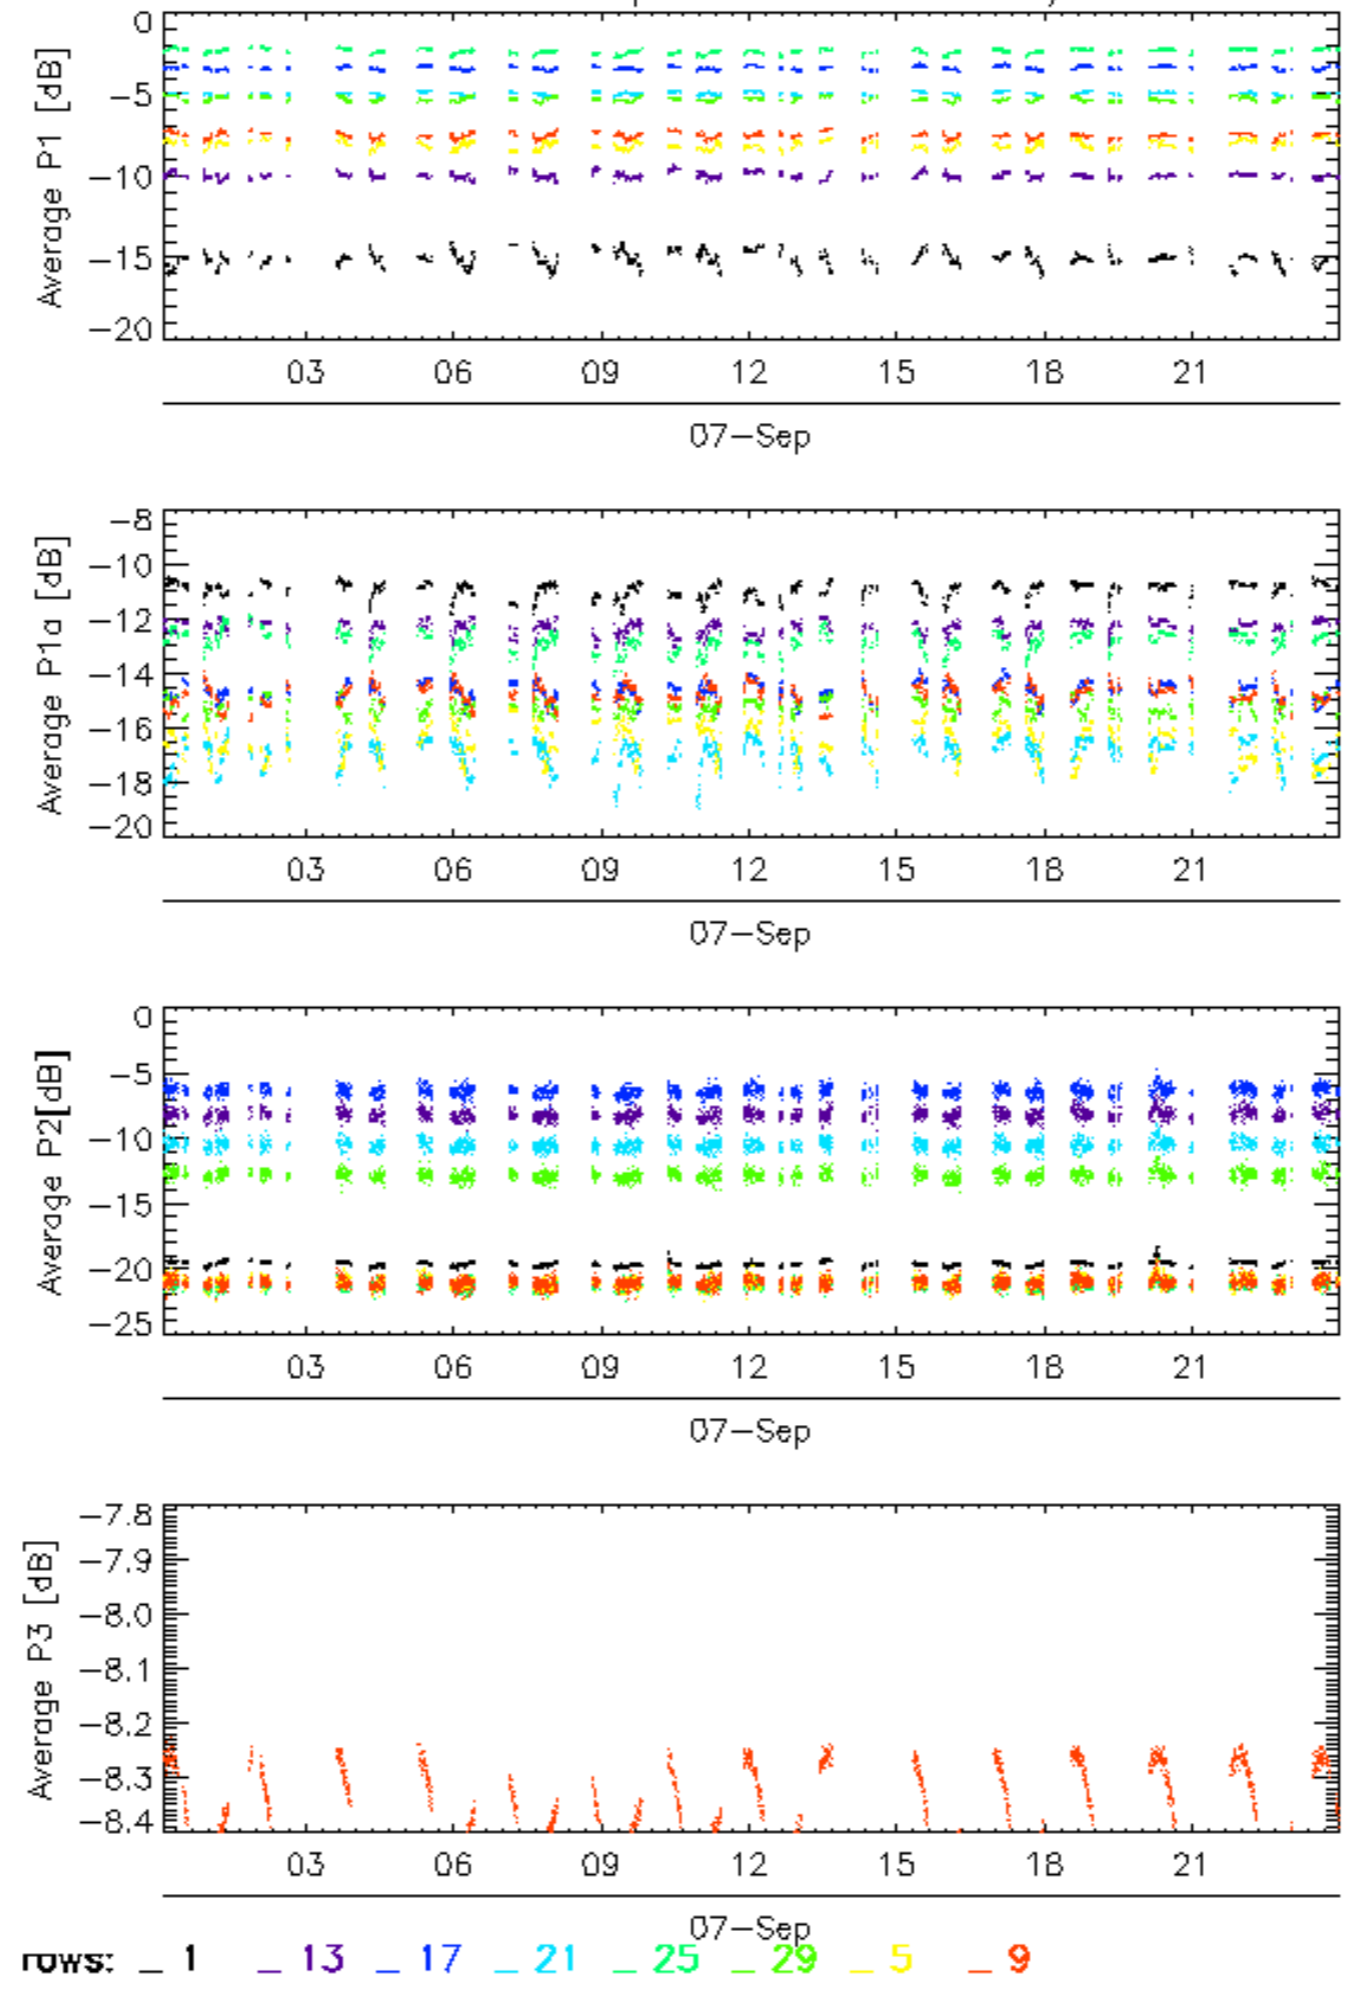 0
−5
−10
−15
−20
Average P1 [dB]
03 06 09 12 15 18 21
07−Sep
−8
−10
−12
−14
−16
−18
−20
Average P1a [dB]
03 06 09 12 15 18 21
07−Sep
0
−5
−10
−15
−20
−25
Average P2[dB]
03 06 09 12 15 18 21
07−Sep
−7.8
−7.9
−8.0
−8.1
−8.2
−8.3
−8.4
Average P3 [dB]
03 06 09 12 15 18 21
07−Sep
rows: _ 1 _ 13 _ 17 _ 21 _ 25 _ 29 _ 5 _ 9